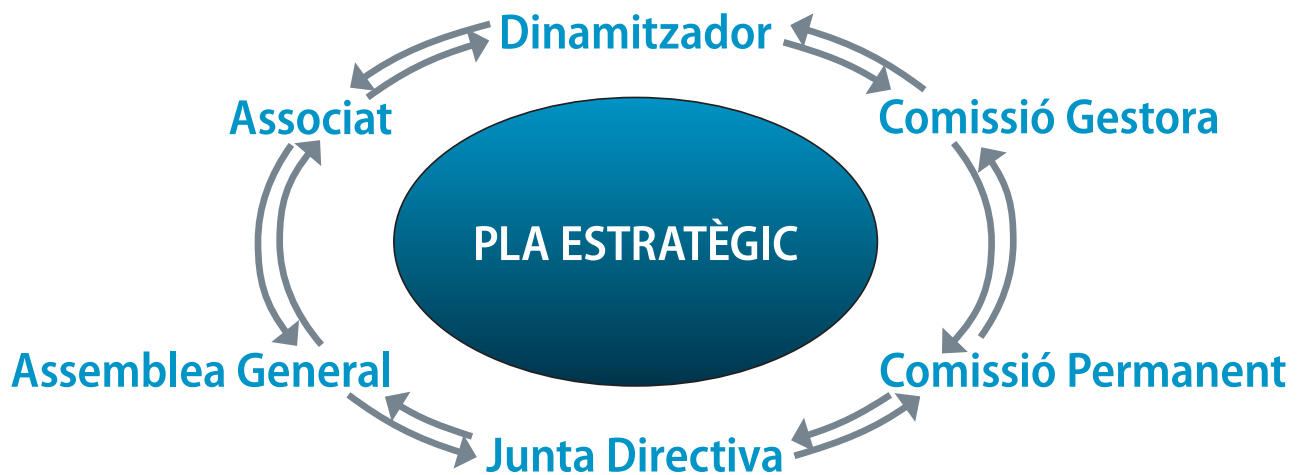 Dinamitzador
Associat
Comissió Gestora
PLA ESTRATÈGIC
Assemblea General
Comissió Permanent
Junta Directiva